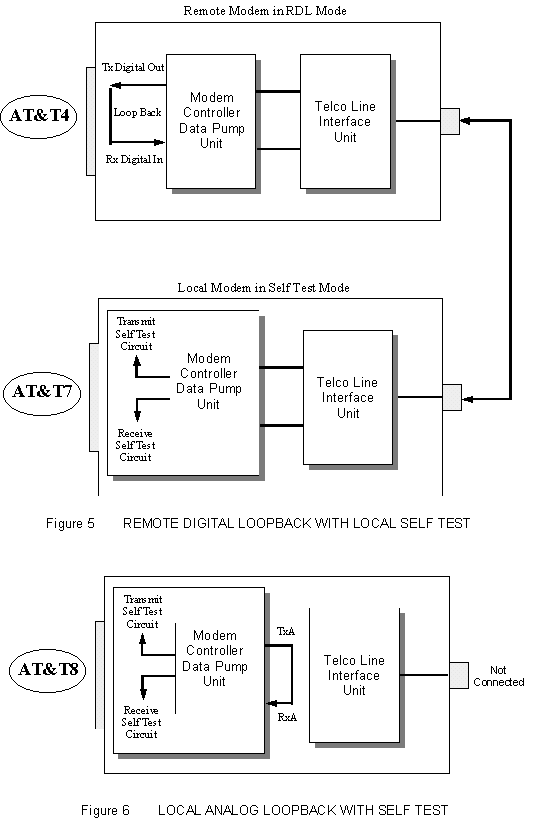 Remote Modem in RDL Mode
AT&T4
Tx Digital Out
Loop Back
Rx Digital In
Modem
Controller
Data Pump
Unit
Telco Line
Interface
Unit
Local Modem in Self Test Mode
AT&T7
Transmit
Self Test
Circuit
Receive
Self Test
Circuit
Modem
Controller
Data Pump
Unit
Telco Line
Interface
Unit
Figure 5 REMOTE DIGITAL LOOPBACK WITH LOCAL SELF TEST
AT&T8
Transmit
Self Test
Circuit
Receive
Self Test
Circuit
Modem
Controller
Data Pump
Unit
TxA
RxA
Telco Line
Interface
Unit
Not
Connected
Figure 6 LOCAL ANALOG LOOPBACK WITH SELF TEST